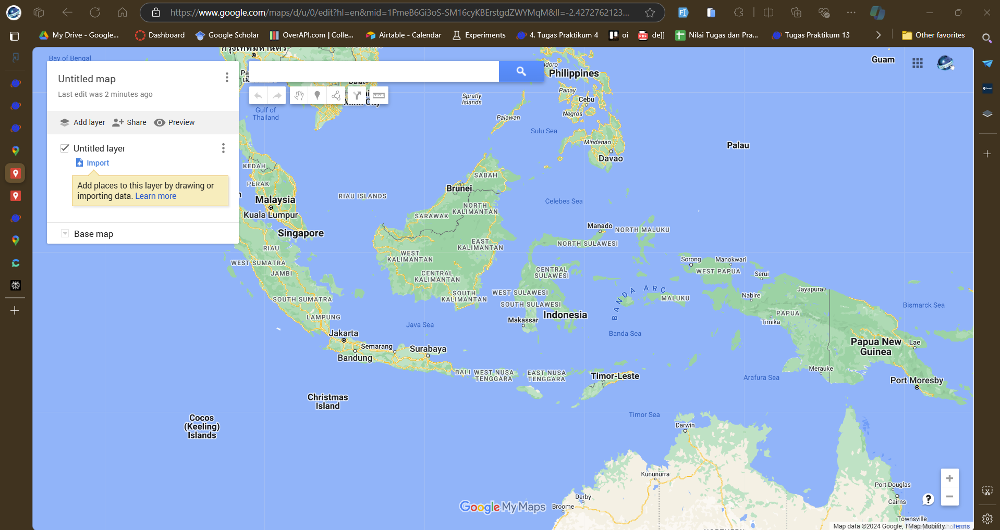 https://www.google.com/maps/d/u/0/edit?hl=en&mid=1PmeB6Gi3oS-SM16cyKBErstgdZWYMqM&ll=-2.4272762123...
My Drive - Google...
Dashboard
Google Scholar
OverAPI.com | Colle...
Airtable - Calendar
Experiments
4. Tugas Praktikum 4
oi
de]]
Nilai Tugas dan Pra...
Tugas Praktikum 13
Other favorites
Bay of Bengal
Untitled map
Last edit was 2 minutes ago
Add layer
Share
Preview
Untitled layer
Import
Add places to this layer by drawing or
importing data. Learn more
Base map
Guam
Philippines
Panay
Cebu
Negros
Spratly
Islands
Palawan
Gulf of
Thailand
Sulu Sea
Mindanao
Davao
Palau
KEDAH
PERAK
SABAH
Brunei
Malaysia
RIAU ISLANDS
Celebes Sea
Kuala Lumpur
NORTH
KALIMANTAN
SARAWAK
Singapore
Manado
NORTH MALUKU
NORTH SULAWESI
RIAU
EAST
KALIMANTAN
WEST
KALIMANTAN
WEST SUMATRA
JAMBI
CENTRAL
KALIMANTAN
CENTRAL
SULAWESI
Sorong
Manokwari
WEST PAPUA
Serui
BANDA ARC
Jayapura
WEST SULAWESI
SOUTH
KALIMANTAN
SOUTH SUMATRA
SOUTH SULAWESI
MALUKU
Nabire
Bismarck Sea
LAMPUNG
Indonesia
Makassar
PAPUA
Timika
Java Sea
Banda Sea
Jakarta
Semarang
Surabaya
Bandung
Papua New
Guinea
Lae
BALI
WEST NUSA
TENGGARA
EAST NUSA
TENGGARA
Timor-Leste
Merauke
Arafura Sea
Port Moresby
Christmas
Island
Cocos
(Keeling)
Islands
Timor Sea
Darwin
Kununurra
Port Douglas
Cairns
Derby
Broome
Google My Maps
Townsville
Map data ©2024 Google, TMap Mobility
Terms